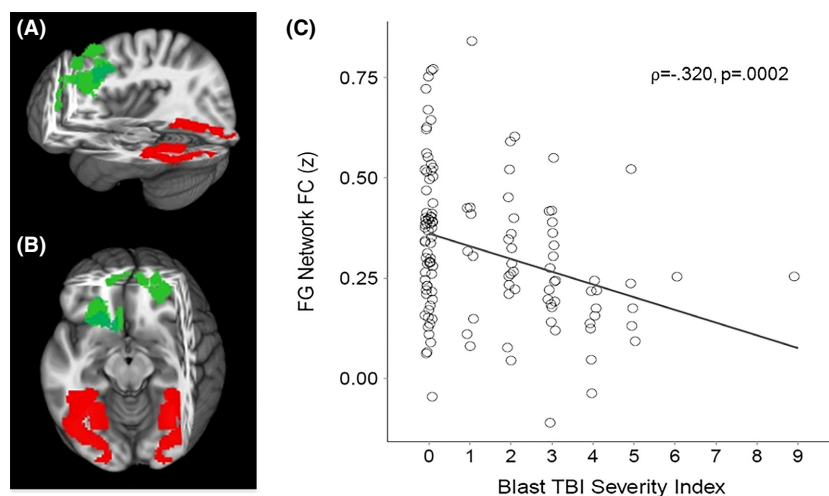 (A)
(B)
(C)
ρ=-.320, p=.0002
FG Network FC (z)
0.75
0.50
0.25
0.00
0 1 2 3 4 5 6 7 8 9
Blast TBI Severity Index